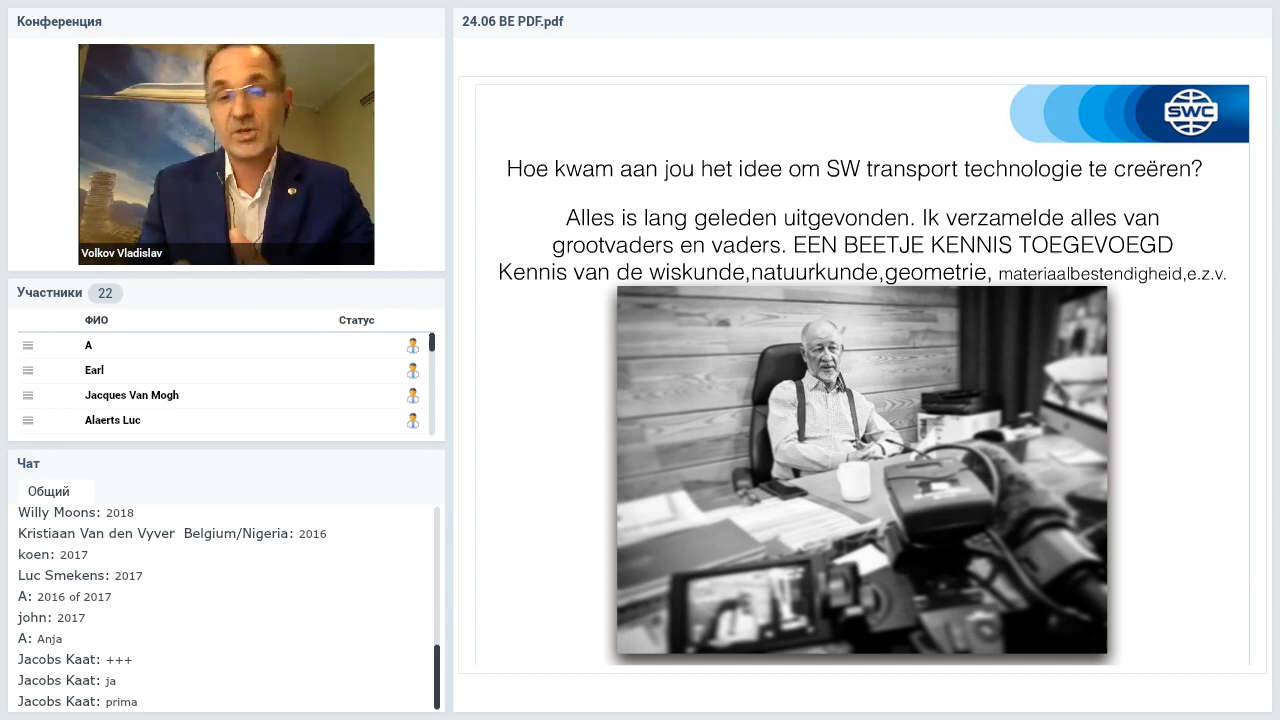 Конференция
Volkov Vladislav
Участники 22
ФИО Статус
A
Earl
Jacques Van Mogh
Alaerts Luc
Чат
Общий
Willy Moons: 2018
Kristiaan Van den Vyver Belgium/Nigeria: 2016
koen: 2017
Luc Smekens: 2017
A: 2016 of 2017
john: 2017
A: Anja
Jacobs Kaat: +++
Jacobs Kaat: ja
Jacobs Kaat: prima
24.06 BE PDF.pdf
SWC
Hoe kwam aan jou het idee om SW transport technologie te creëren?
Alles is lang geleden uitgevonden. Ik verzamelde alles van
grootvaders en vaders. EEN BEETJE KENNIS TOEGEVOEGD
Kennis van de wiskunde,natuurkunde,geometrie, materiaalbestendigheid,e.z.v.